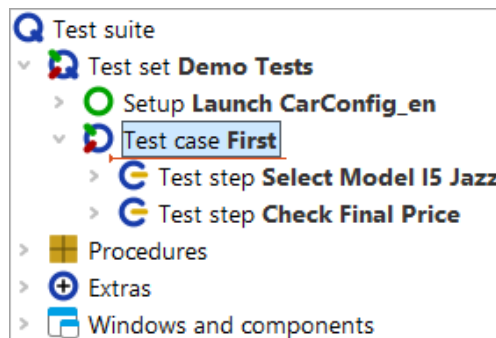 Test suite
Test set Demo Tests
Setup Launch CarConfig_en
Test case First
Test step Select Model I5 Jazz
Test step Check Final Price
Procedures
Extras
Windows and components